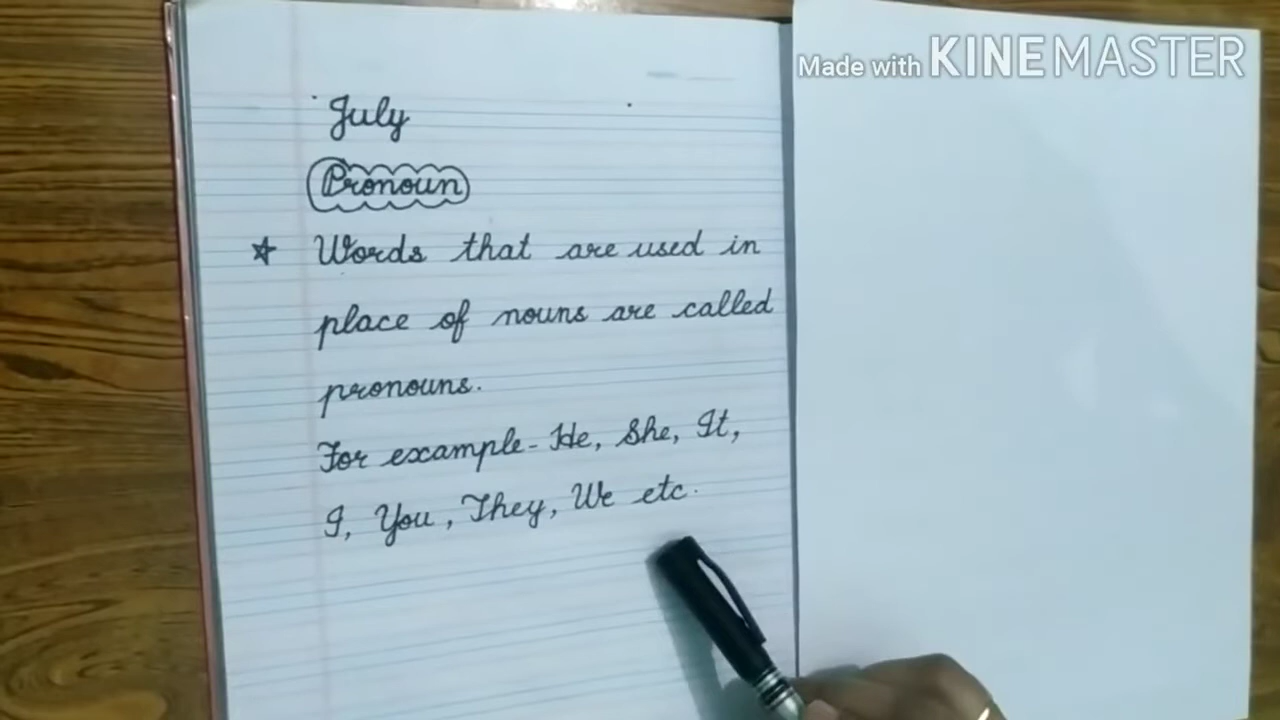 Made with KINEMASTER
July
Pronoun
☆ Words that are used in
place of nouns are called
pronouns.
For example - He, She, It,
I, You, They, We etc.